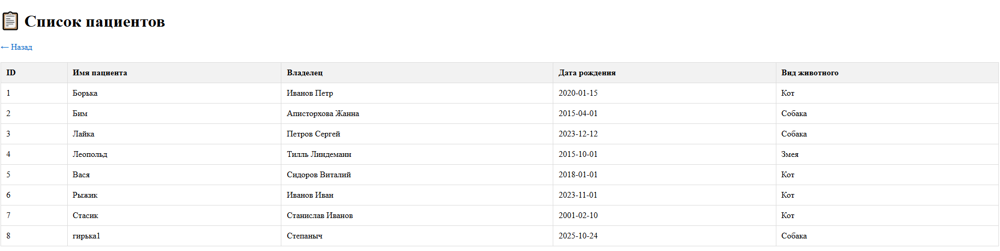 Список пациентов
← Назад
ID Имя пациента Владелец Дата рождения Вид животного
1 Борька Иванов Петр 2020-01-15 Кот
2 Бим Аписторхова Жанна 2015-04-01 Собака
3 Лайка Петров Сергей 2023-12-12 Собака
4 Леопольд Тилль Линдеманн 2015-10-01 Змея
5 Вася Сидоров Виталий 2018-01-01 Кот
6 Рыжик Иванов Иван 2023-11-01 Кот
7 Стасик Станислав Иванов 2001-02-10 Кот
8 гирька1 Степаныч 2025-10-24 Собака